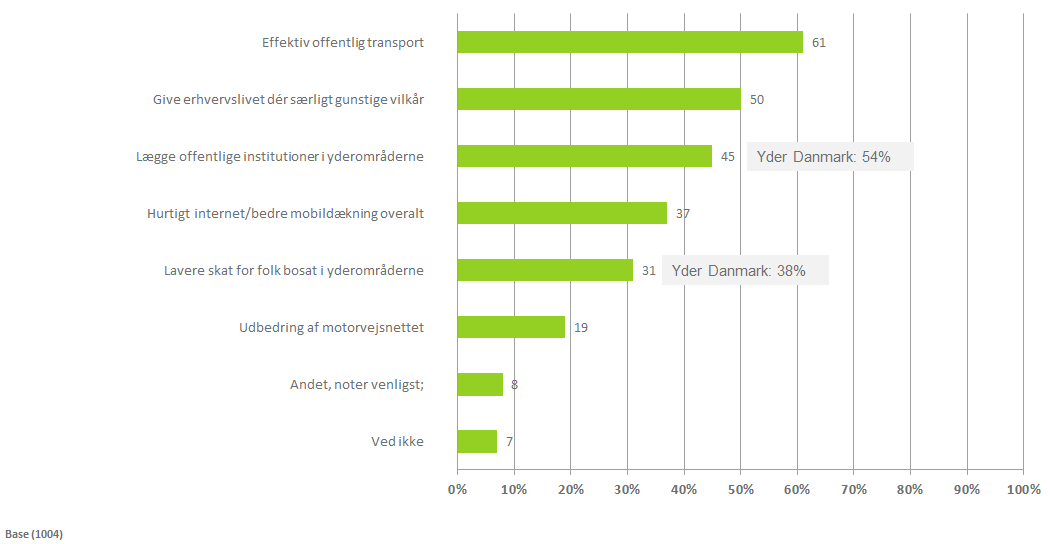 Effektiv offentlig transport 61
Give erhvervslivet dér særligt gunstige vilkår 50
Lægge offentlige institutioner i yderområderne 45 Yder Danmark: 54%
Hurtigt internet/bedre mobildækning overalt 37
Lavere skat for folk bosat i yderområderne 31 Yder Danmark: 38%
Udbedring af motorvejsnettet 19
Andet, noter venligst; 8
Ved ikke 7
0% 10% 20% 30% 40% 50% 60% 70% 80% 90% 100%
Base (1004)